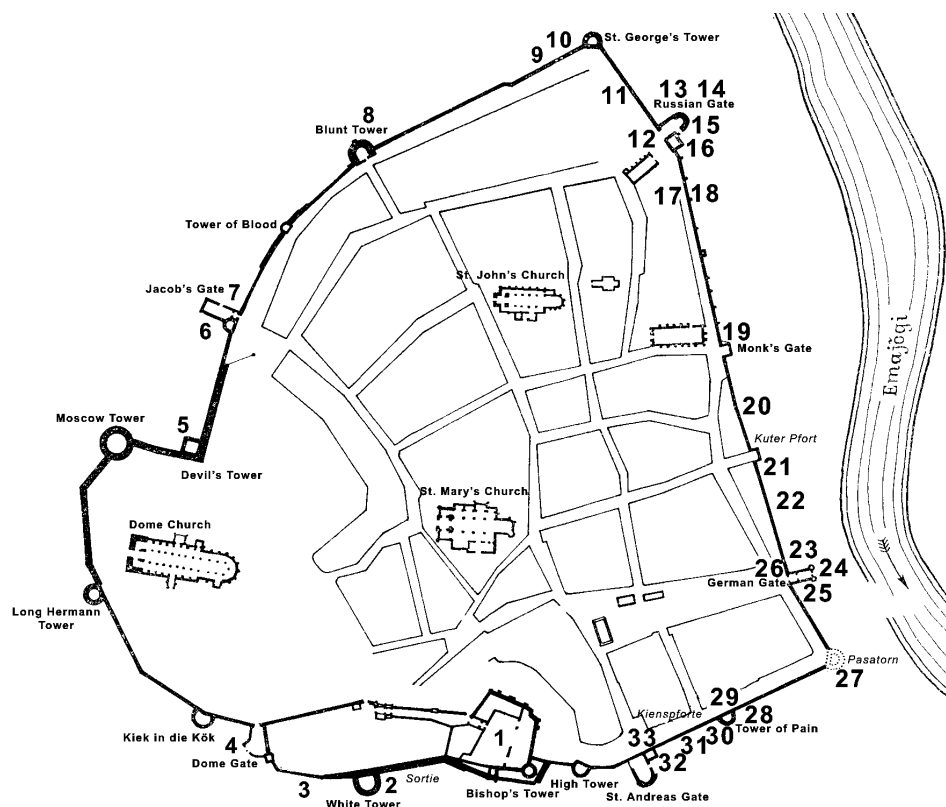 10
St. George's Tower
9
11
13
14
Russian Gate
8
Blunt Tower
15
12
16
17
18
Tower of Blood
St. John's Church
Jacob's Gate
7
6
19
Monk's Gate
Emajõgi
Moscow Tower
5
20
Kuter Pfort
Devil's Tower
21
St. Mary's Church
22
Dome Church
23
26
24
German Gate
25
Long Hermann
Tower
Pasatorn
27
29
Kienspforte
28
Kiek in die Kök
1
30
Tower of Pain
4
33
31
Dome Gate
32
3
2
Sortie
High Tower
Bishop's Tower
St. Andreas Gate
White Tower